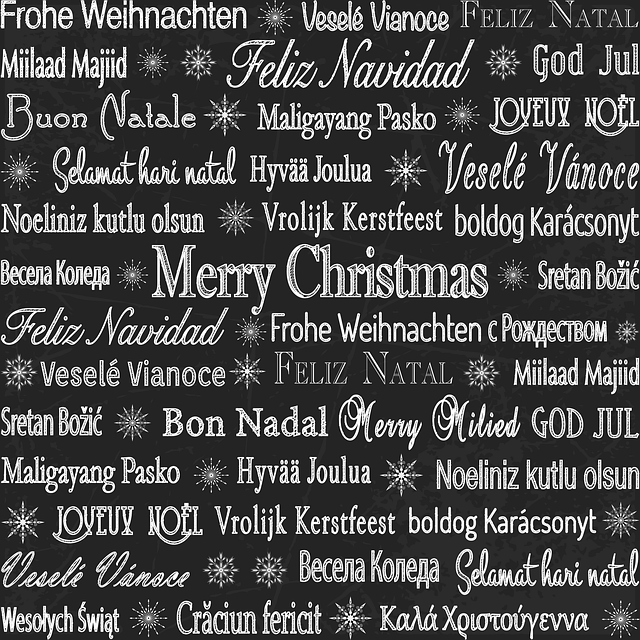 Frohe Weihnachten Veselé Vianoce Feliz Natal
Miilaad Majiid Feliz Navidad God Jul
Buon Natale Maligayang Pasko JOYEUX NOËL
Selamat hari natal Hyvää Joulua Veselé Vánoce
Noeliniz kutlu olsun Vrolijk Kerstfeest boldog Karácsonyt
Весела Коледа Merry Christmas Sretan Božić
Feliz Navidad Frohe Weihnachten с Рождеством
Veselé Vianoce Feliz Natal Miilaad Majiid
Sretan Božić Bon Nadal Merry Milied GOD JUL
Maligayang Pasko Hyvää Joulua Noeliniz kutlu olsun
JOYEUX NOËL Vrolijk Kerstfeest boldog Karácsonyt
Veselé Vánoce Весела Коледа Selamat hari natal
Wesołych Świąt Crăciun fericit Καλά Χριστούγεννα